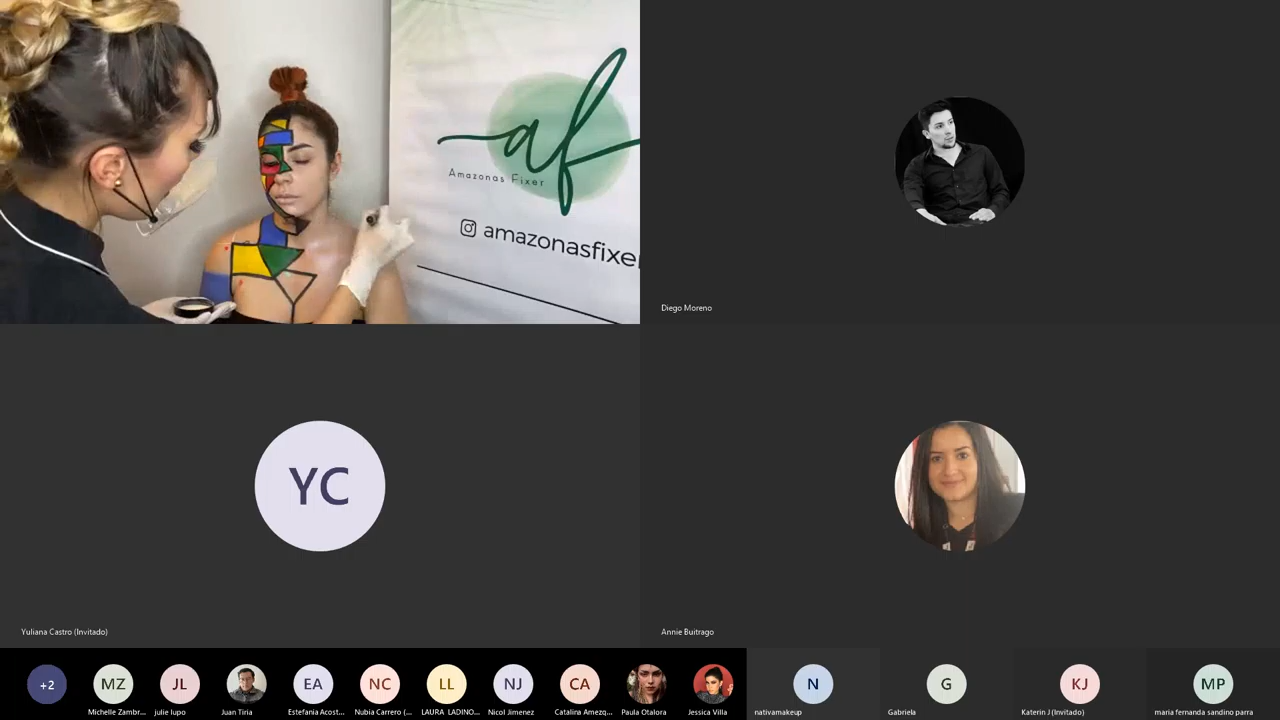 af
Amazonas Fixer
amazonasfixe
Diego Moreno
YC
Yuliana Castro (Invitado)
Annie Buitrago
+2
MZ
JL
EA
NC
LL
NJ
CA
N
G
KJ
MP
Michelle Zambr...
julie lupo
Juan Tiria
Estefania Acost...
Nubia Carrero (...
LAURA LADINO...
Nicol Jimenez
Catalina Amezq...
Paula Otalora
Jessica Villa
nativamakeup
Gabriela
Katerin J (Invitado)
maria fernanda sandino parra